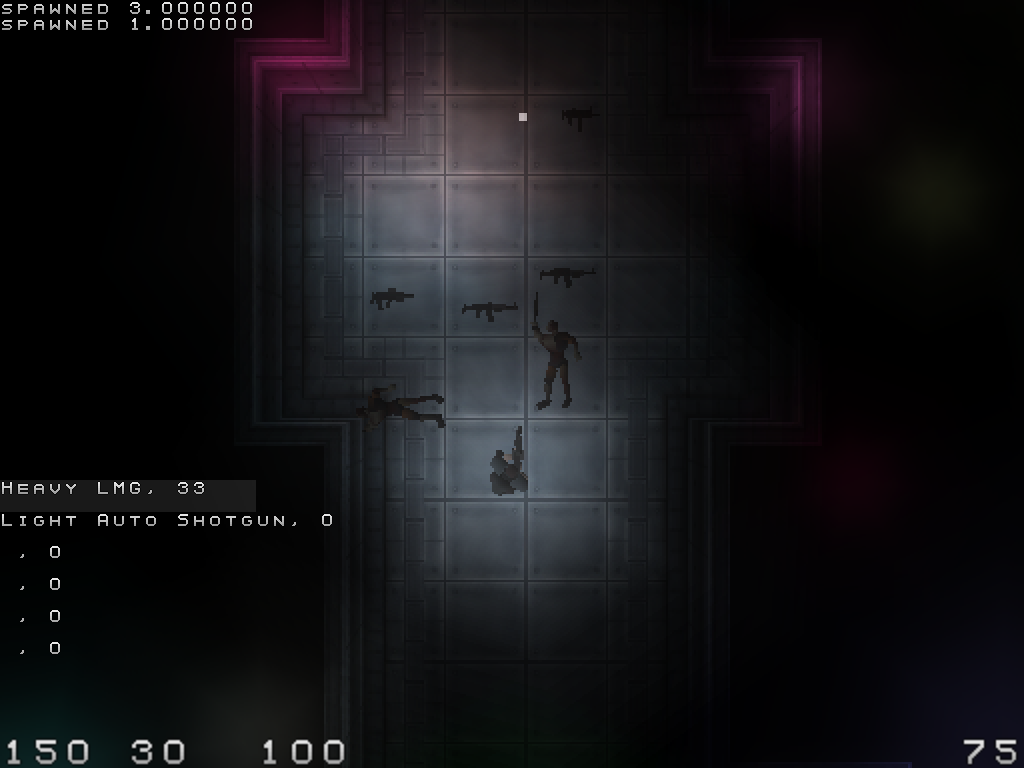 SPAWNED 3.000000
SPAWNED 1.000000
HEAVY LMG, 33
LIGHT AUTO SHOTGUN, 0
, 0
, 0
, 0
, 0
150 30 100 75